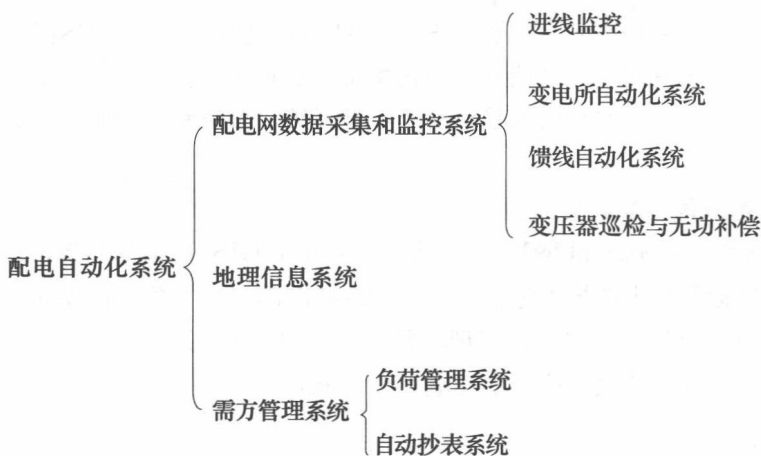 进线监控
变电所自动化系统
配电网数据采集和监控系统
馈线自动化系统
变压器巡检与无功补偿
配电自动化系统
地理信息系统
负荷管理系统
需方管理系统
自动抄表系统